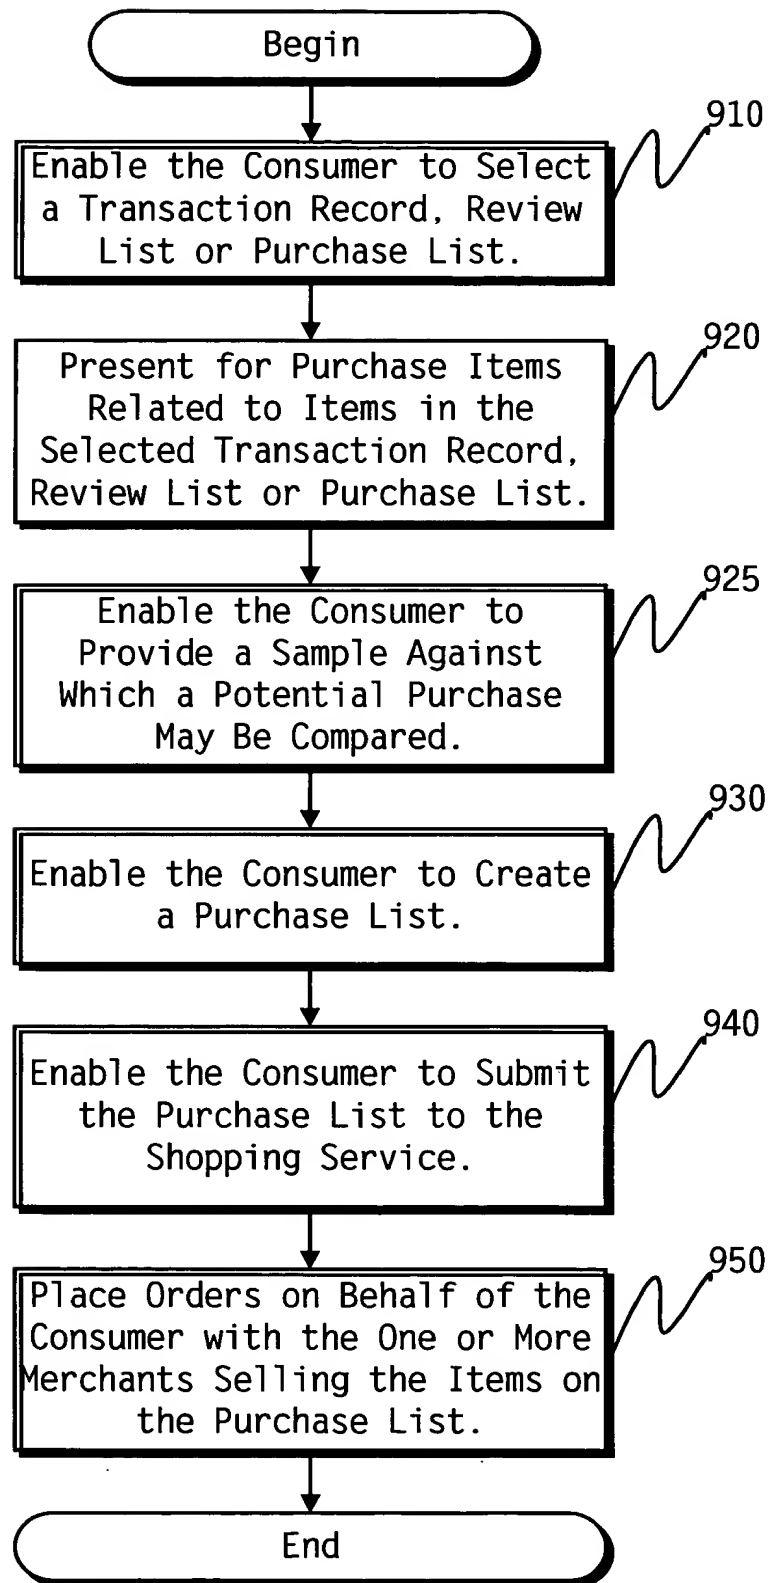 Begin
910
Enable the Consumer to Select
a Transaction Record, Review
List or Purchase List.
920
Present for Purchase Items
Related to Items in the
Selected Transaction Record,
Review List or Purchase List.
925
Enable the Consumer to
Provide a Sample Against
Which a Potential Purchase
May Be Compared.
930
Enable the Consumer to Create
a Purchase List.
940
Enable the Consumer to Submit
the Purchase List to the
Shopping Service.
950
Place Orders on Behalf of the
Consumer with the One or More
Merchants Selling the Items on
the Purchase List.
End